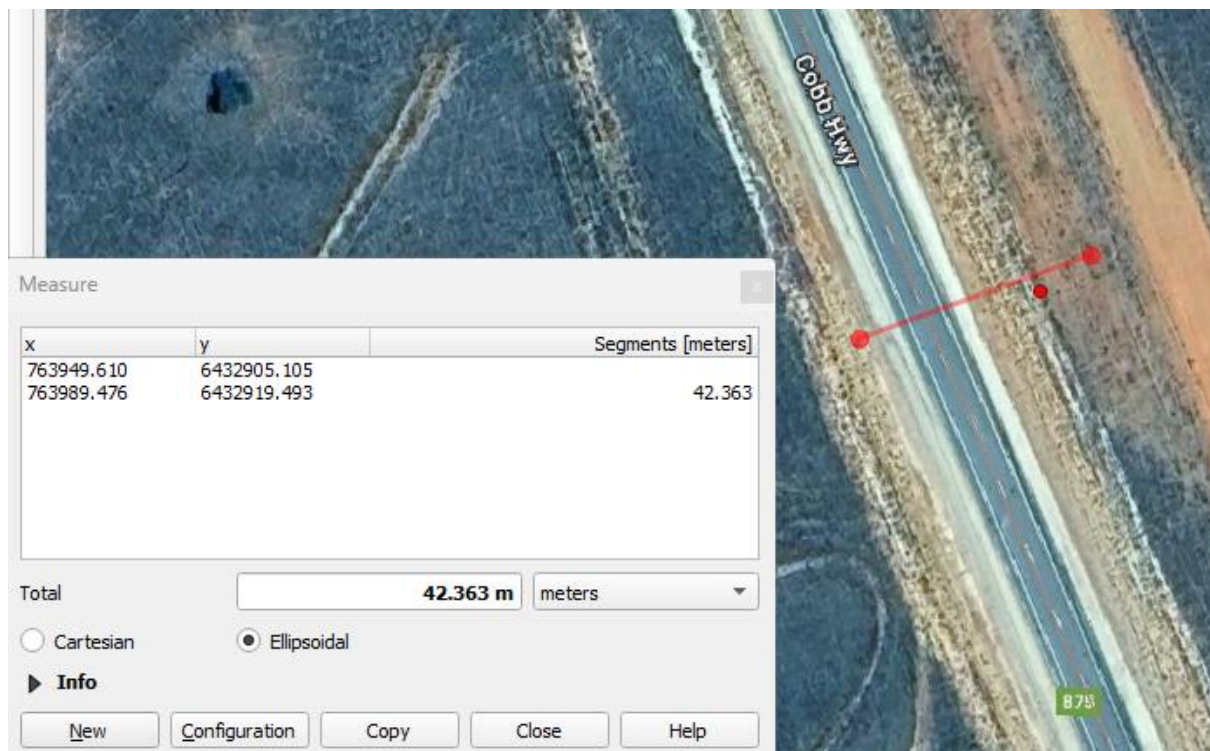 Cobb Hwy
Measure
x y Segments [meters]
763949.610 6432905.105
763989.476 6432919.493 42.363
Total 42.363 m meters
Cartesian Ellipsoidal
Info
New Configuration Copy Close Help
B75